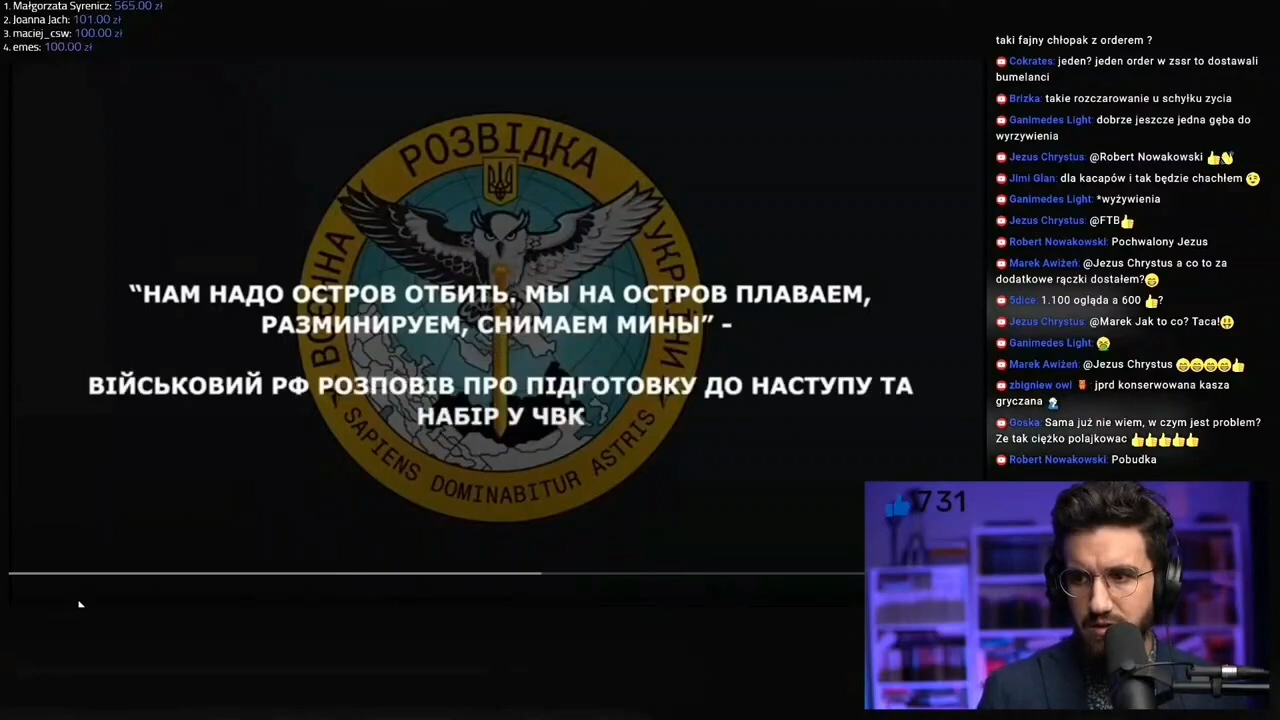 1. Małgorzata Syrenicz: 565.00 zł
2. Joanna Jach: 101.00 zł
3. maciej_csw: 100.00 zł
4. emes: 100.00 zł
РОЗВІДКА
ВОЄННА
УКРАЇНИ
SAPIENS DOMINABITUR ASTRIS
“НАМ НАДО ОСТРОВ ОТБИТЬ. МЫ НА ОСТРОВ ПЛАВАЕМ,
РАЗМИНИРУЕМ, СНИМАЕМ МИНЫ” -
ВІЙСЬКОВИЙ РФ РОЗПОВІВ ПРО ПІДГОТОВКУ ДО НАСТУПУ ТА
НАБІР У ЧВК
taki fajny chłopak z orderem ?
Cokrates: jeden? jeden order w zssr to dostawali
bumelanci
Brizka: takie rozczarowanie u schyłku zycia
Ganimedes Light: dobrze jeszcze jedna gęba do
wyrzywienia
Jezus Chrystus: @Robert Nowakowski 👍👋
Jimi Glan: dla kacapów i tak będzie chachłem 😉
Ganimedes Light: *wyżywienia
Jezus Chrystus: @FTB👍
Robert Nowakowski: Pochwalony Jezus
Marek Awiżeń: @Jezus Chrystus a co to za
dodatkowe rączki dostałem?😁
5dice: 1.100 ogląda a 600 👍?
Jezus Chrystus: @Marek Jak to co? Taca!🤑
Ganimedes Light: 🤮
Marek Awiżeń: @Jezus Chrystus 😁😁😁😁👍
zbigniew owl: jprd konserwowana kasza
gryczana
Goska: Sama już nie wiem, w czym jest problem?
Ze tak ciężko polajkowac 👍👍👍👍👍
Robert Nowakowski: Pobudka
731